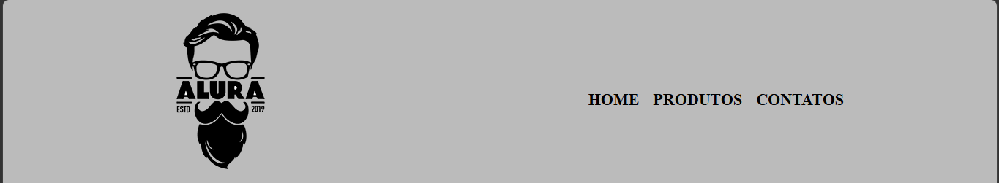 ALURA
ESTD 2019
HOME PRODUTOS CONTATOS